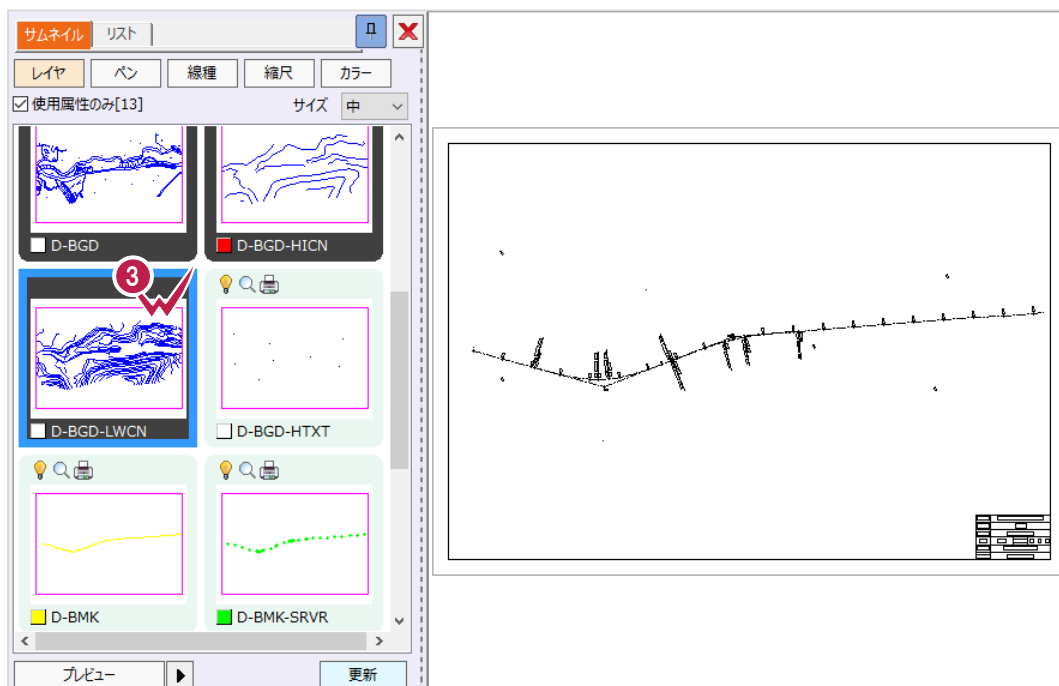 サムネイル リスト
レイヤ ペン 線種 縮尺 カラー
使用属性のみ[13] サイズ 中
D-BGD D-BGD-HICN
3
D-BGD-LWCN D-BGD-HTXT
D-BMK D-BMK-SRVR
プレビュー 更新